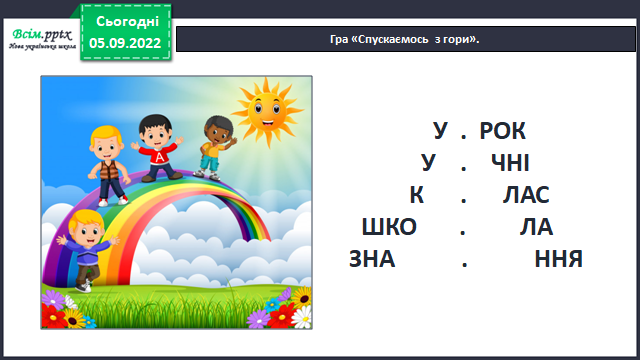 Всім.pptx
Нова українська школа
Сьогодні
05.09.2022
Гра «Спускаємось з гори».
A
У . РОК
У . ЧНІ
К . ЛАС
ШКО . ЛА
ЗНА . ННЯ